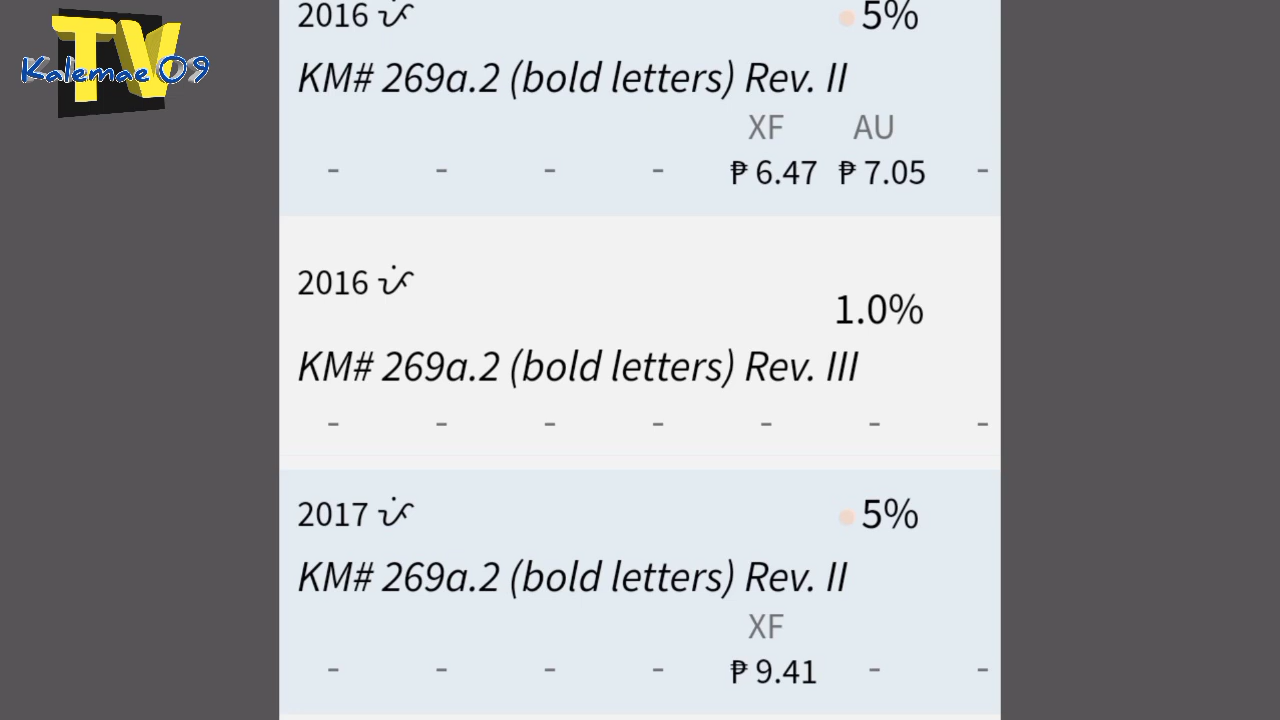 TV
Kalemae 09
2016 5%
KM# 269a.2 (bold letters) Rev. II
XF AU
- - - - ₱ 6.47 ₱ 7.05 -
2016
1.0%
KM# 269a.2 (bold letters) Rev. III
- - - - - - -
2017 5%
KM# 269a.2 (bold letters) Rev. II
XF
- - - - ₱ 9.41 - -